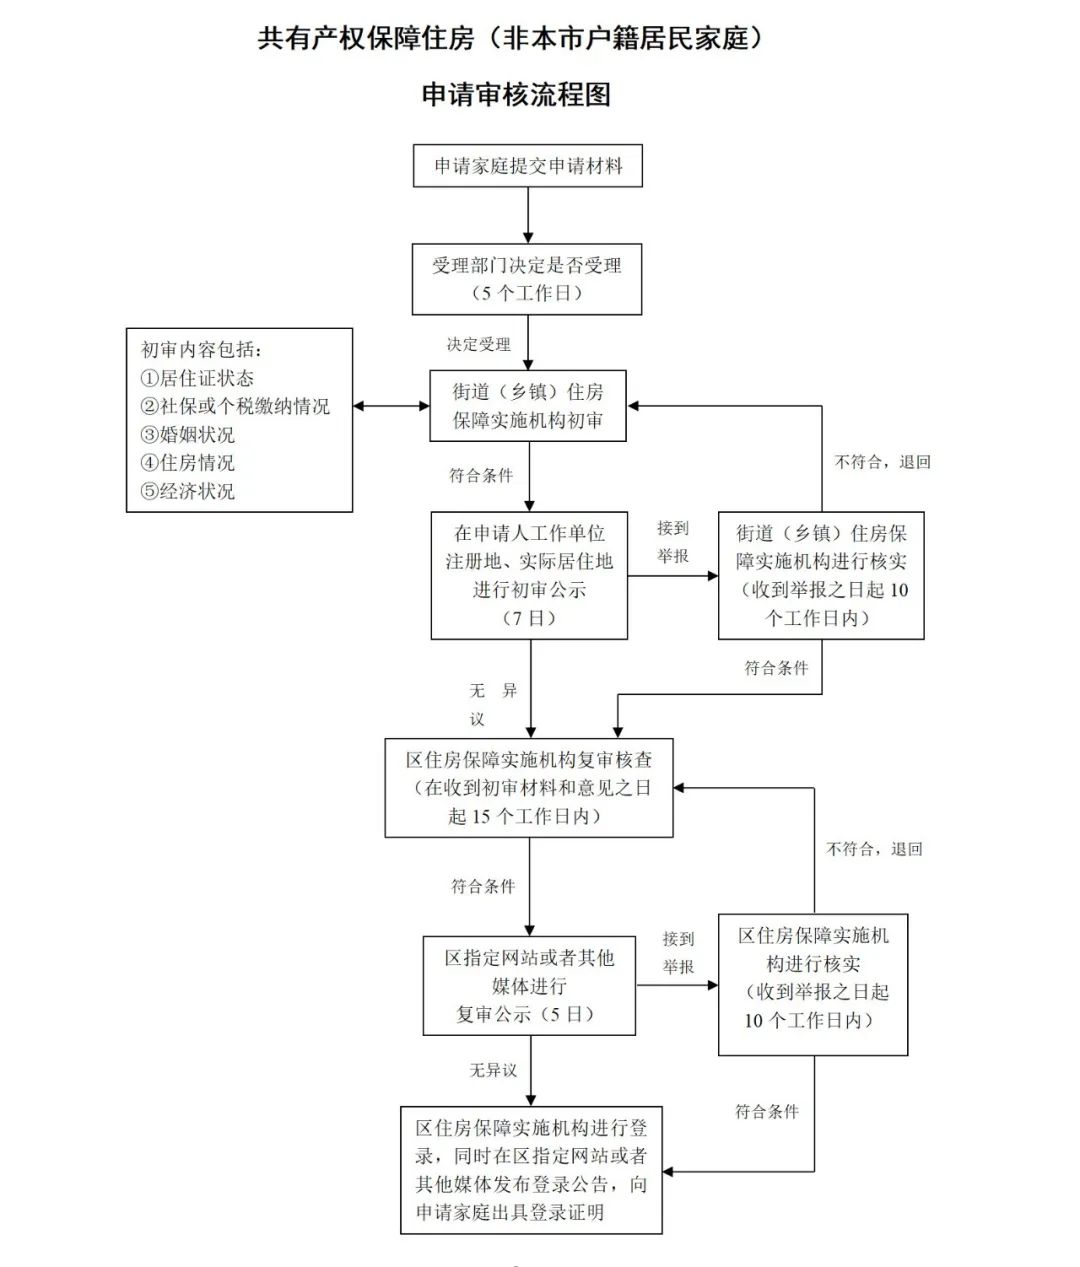 共有产权保障住房（非本市户籍居民家庭）
申请审核流程图
申请家庭提交申请材料
受理部门决定是否受理
（5 个工作日）
决定受理
初审内容包括：
①居住证状态
②社保或个税缴纳情况
③婚姻状况
④住房情况
⑤经济状况
街道（乡镇）住房
保障实施机构初审
不符合，退回
符合条件
在申请人工作单位
注册地、实际居住地
进行初审公示
（7 日）
接到
举报
街道（乡镇）住房保
障实施机构进行核实
（收到举报之日起 10
个工作日内）
符合条件
无 异
议
区住房保障实施机构复审核查
（在收到初审材料和意见之日
起 15 个工作日内）
不符合，退回
符合条件
区指定网站或者其他
媒体进行
复审公示（5 日）
接到
举报
区住房保障实施机
构进行核实
（收到举报之日起
10 个工作日内）
无异议
符合条件
区住房保障实施机构进行登
录，同时在区指定网站或者
其他媒体发布登录公告，向
申请家庭出具登录证明